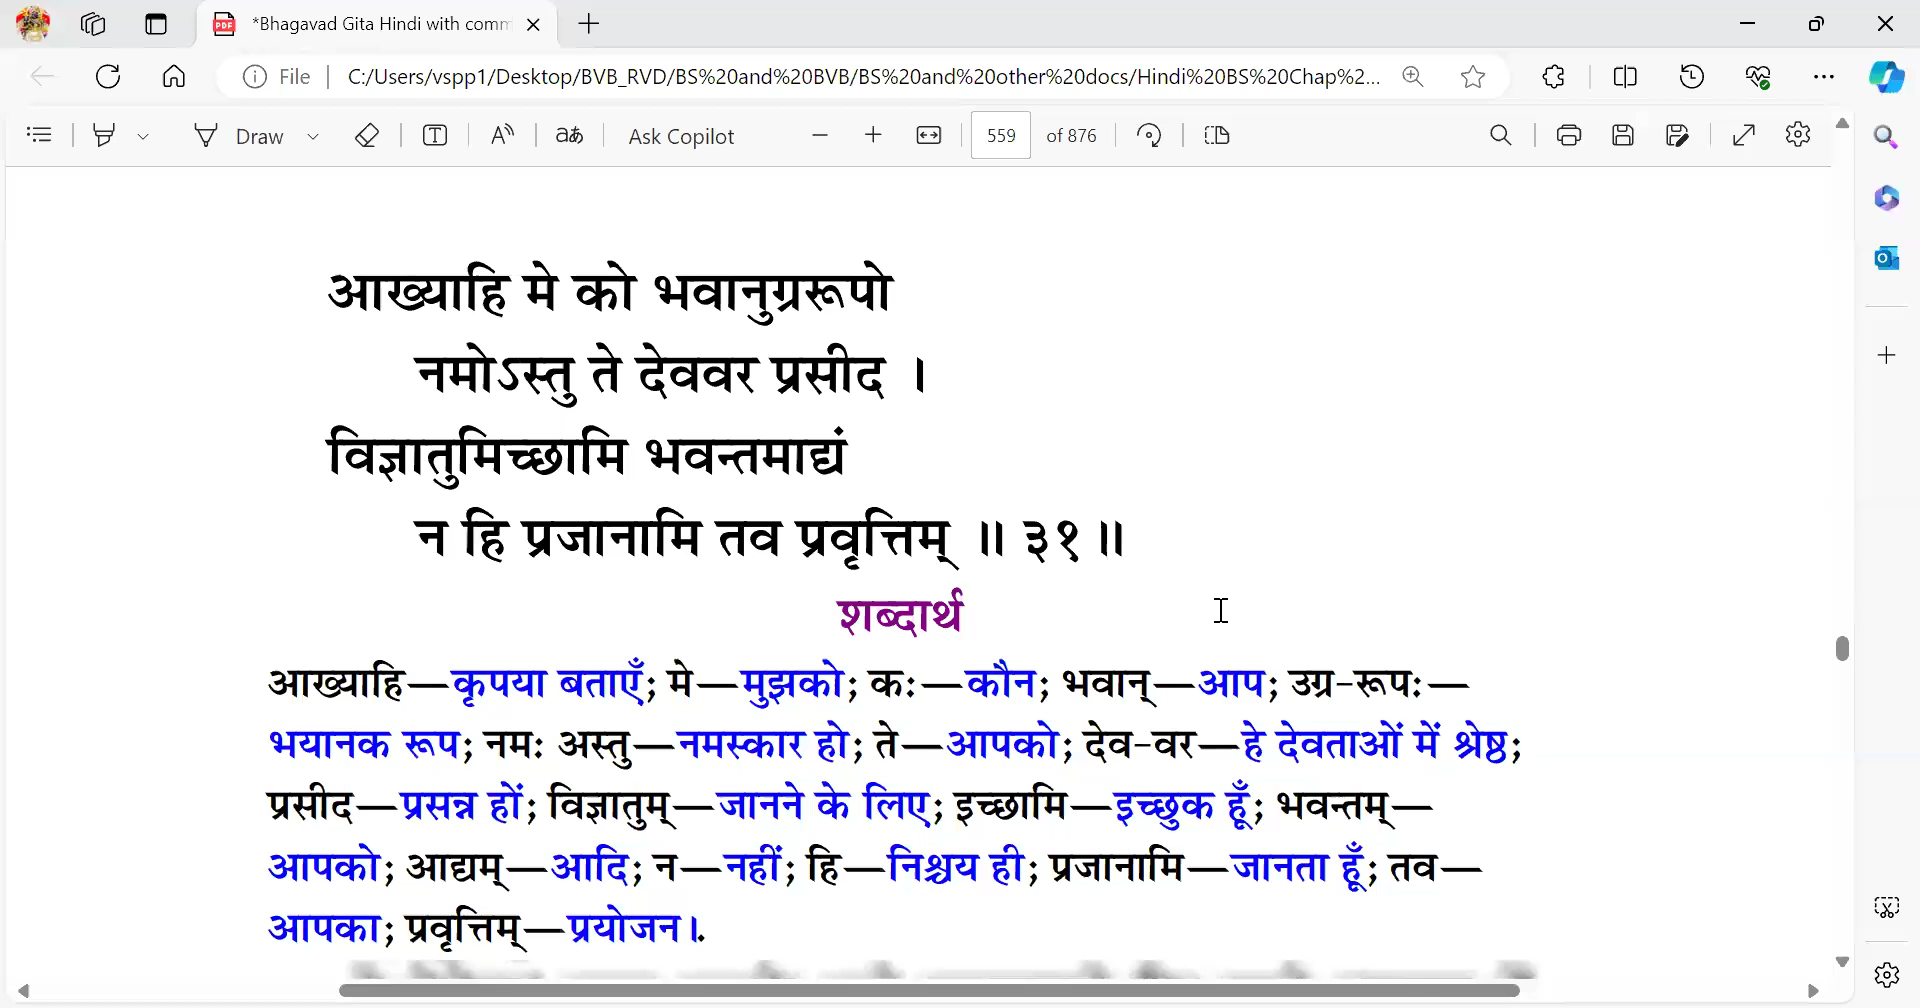 *Bhagavad Gita Hindi with comm
File
C:/Users/vspp1/Desktop/BVB_RVD/BS%20and%20BVB/BS%20and%20other%20docs/Hindi%20BS%20Chap%2...
Draw
Ask Copilot
559 of 876
आख्याहि मे को भवानुग्ररूपो
नमोऽस्तु ते देववर प्रसीद ।
विज्ञातुमिच्छामि भवन्तमाद्यं
न हि प्रजानामि तव प्रवृत्तिम् ॥ ३१ ॥
शब्दार्थ
आख्याहि—कृपया बताएँ; मे—मुझको; कः—कौन; भवान्—आप; उग्र-रूपः—
भयानक रूप; नमः अस्तु—नमस्कार हो; ते—आपको; देव-वर—हे देवताओं में श्रेष्ठ;
प्रसीद—प्रसन्न हों; विज्ञातुम्—जानने के लिए; इच्छामि—इच्छुक हूँ; भवन्तम्—
आपको; आद्यम्—आदि; न—नहीं; हि—निश्चय ही; प्रजानामि—जानता हूँ; तव—
आपका; प्रवृत्तिम्—प्रयोजन।.